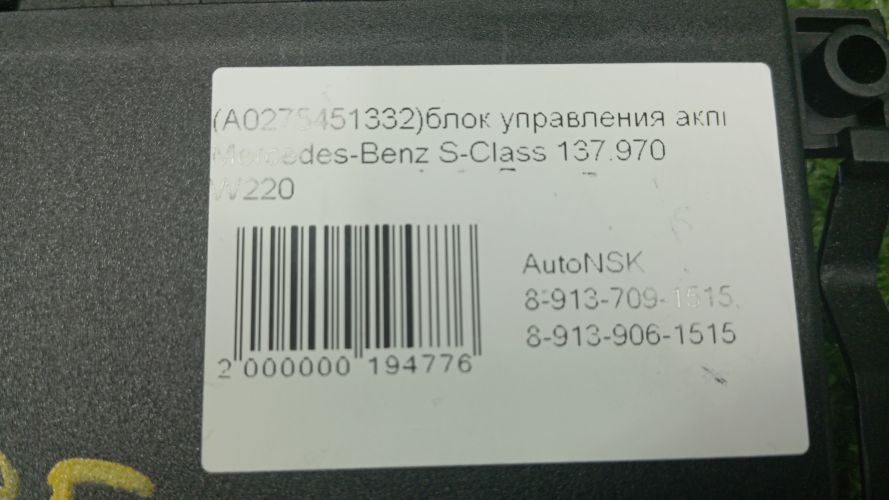 (A0275451332)блок управления акп
Mercedes-Benz S-Class 137.970
W220
AutoNSK
8-913-709-1515,
8-913-906-1515
2 000000 194776